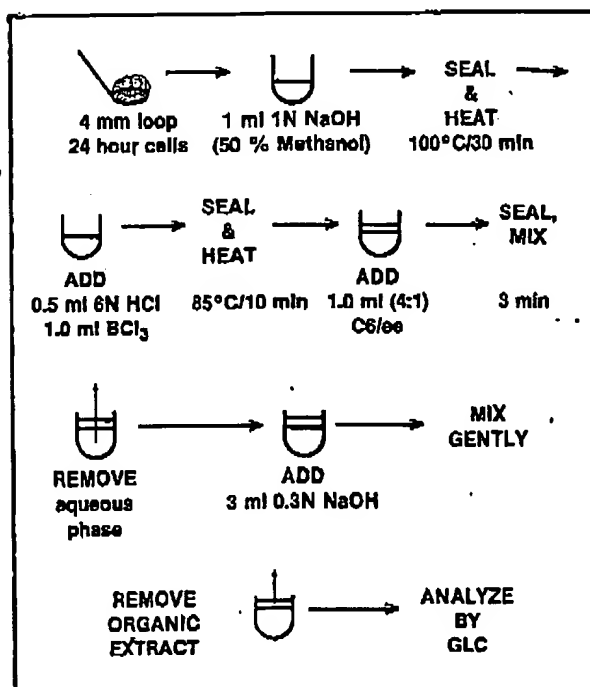 4 mm loop
24 hour cells
1 ml 1N NaOH
(50 % Methanol)
SEAL
&
HEAT
100°C/30 min
ADD
0.5 ml 6N HCl
1.0 ml BCl₃
SEAL
&
HEAT
85°C/10 min
ADD
1.0 ml (4:1)
C6/ee
SEAL,
MIX
3 min
REMOVE
aqueous
phase
ADD
3 ml 0.3N NaOH
MIX
GENTLY
REMOVE
ORGANIC
EXTRACT
ANALYZE
BY
GLC